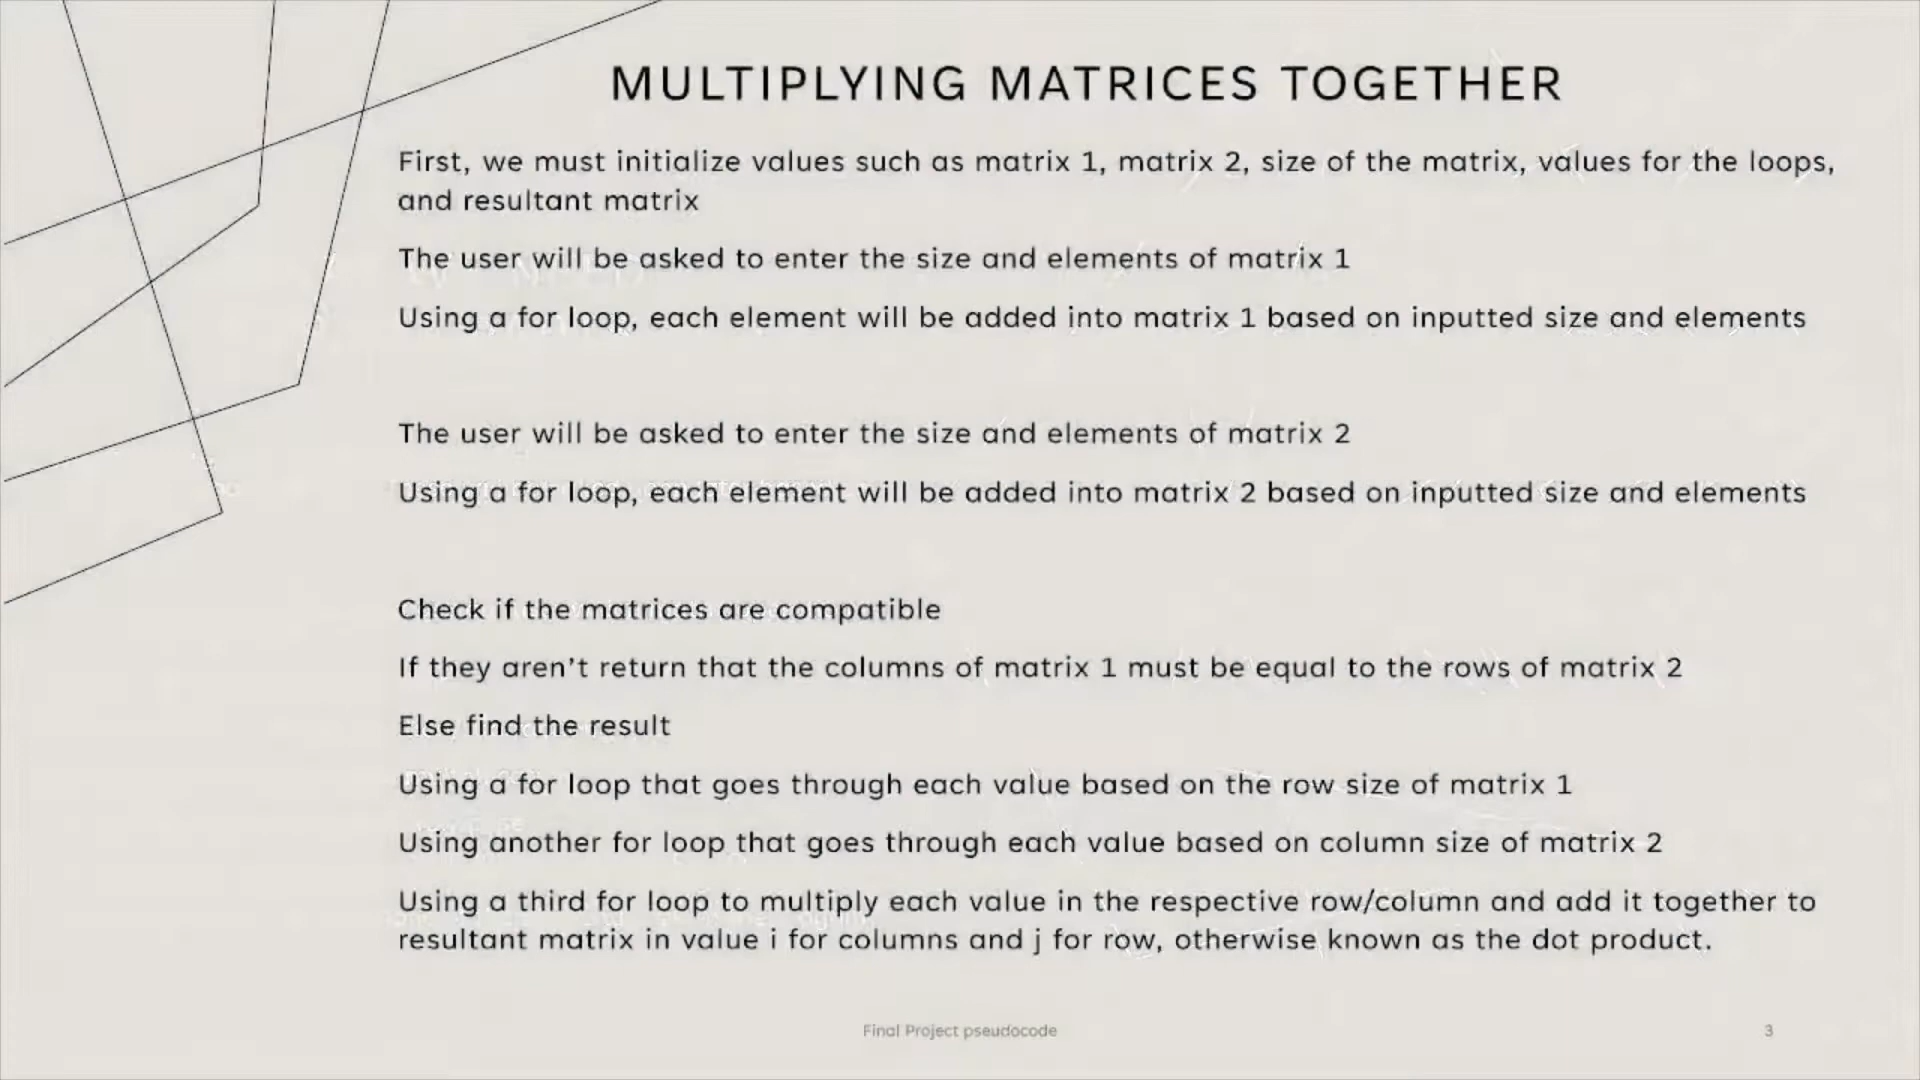 MULTIPLYING MATRICES TOGETHER
First, we must initialize values such as matrix 1, matrix 2, size of the matrix, values for the loops,
and resultant matrix
The user will be asked to enter the size and elements of matrix 1
Using a for loop, each element will be added into matrix 1 based on inputted size and elements
The user will be asked to enter the size and elements of matrix 2
Using a for loop, each element will be added into matrix 2 based on inputted size and elements
Check if the matrices are compatible
If they aren't return that the columns of matrix 1 must be equal to the rows of matrix 2
Else find the result
Using a for loop that goes through each value based on the row size of matrix 1
Using another for loop that goes through each value based on column size of matrix 2
Using a third for loop to multiply each value in the respective row/column and add it together to
resultant matrix in value i for columns and j for row, otherwise known as the dot product.
Final Project pseudocode
3